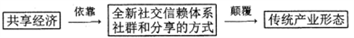 共享经济
依靠
全新社交信赖体系
社群和分享的方式
颠覆
传统产业形态